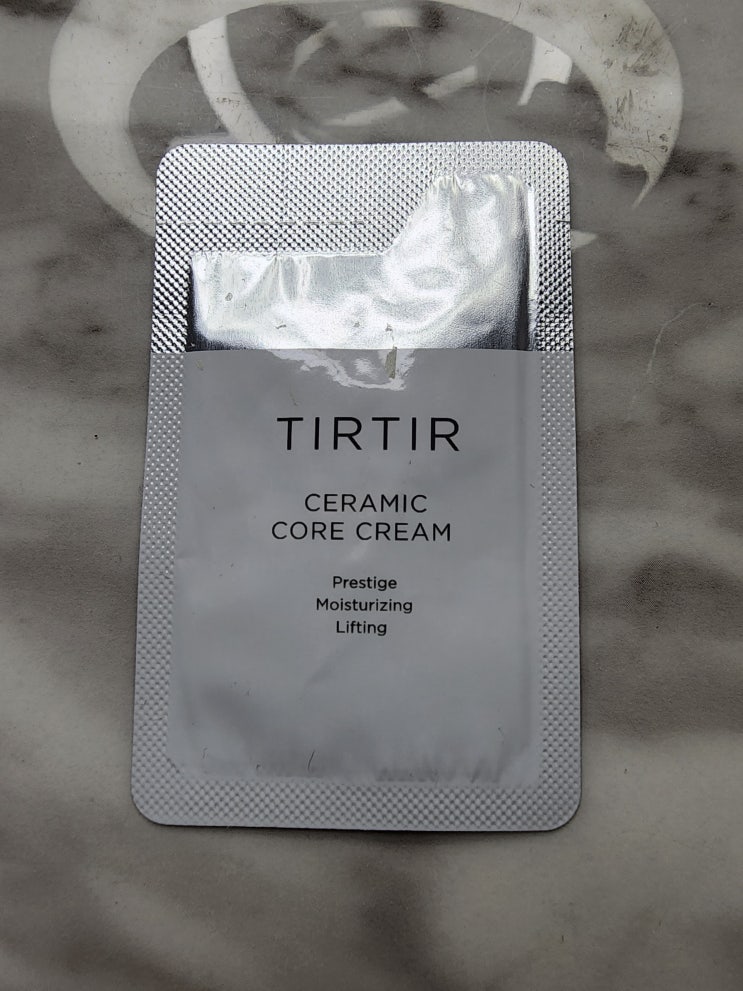 TIRTIR
CERAMIC
CORE CREAM
Prestige
Moisturizing
Lifting